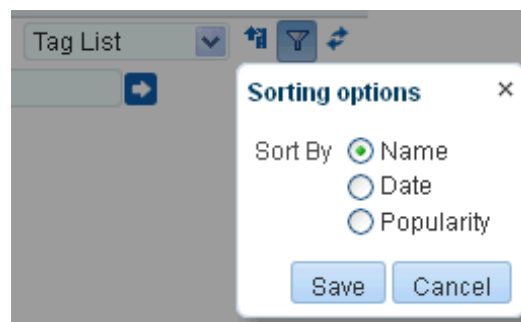 Tag List
Sorting options
Sort By Name
Date
Popularity
Save Cancel